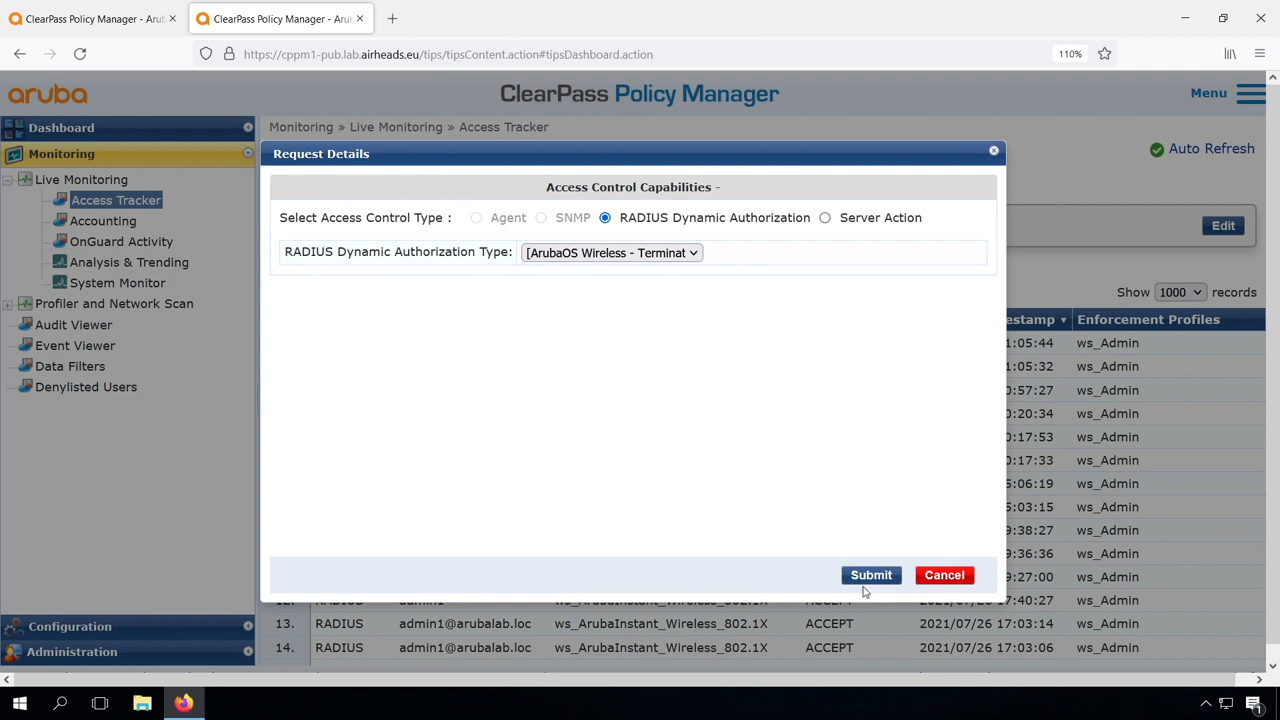 ClearPass Policy Manager - Arub
ClearPass Policy Manager - Arub
https://cppm1-pub.lab.airheads.eu/tips/tipsContent.action#tipsDashboard.action
110%
aruba
ClearPass Policy Manager
Menu
Dashboard
Monitoring
Live Monitoring
Access Tracker
Accounting
OnGuard Activity
Analysis & Trending
System Monitor
Profiler and Network Scan
Audit Viewer
Event Viewer
Data Filters
Denylisted Users
Configuration
Administration
Monitoring » Live Monitoring » Access Tracker
Auto Refresh
Request Details
Access Control Capabilities -
Select Access Control Type : Agent SNMP RADIUS Dynamic Authorization Server Action
RADIUS Dynamic Authorization Type: [ArubaOS Wireless - Terminat
Submit Cancel
Edit
Show 1000 records
estamp Enforcement Profiles
1:05:44 ws_Admin
1:05:32 ws_Admin
0:57:27 ws_Admin
0:20:34 ws_Admin
0:17:53 ws_Admin
0:17:33 ws_Admin
5:06:19 ws_Admin
5:03:15 ws_Admin
9:38:27 ws_Admin
9:36:36 ws_Admin
9:27:00 ws_Admin
12. RADIUS admin1 ws_ArubaInstant_Wireless_802.1X ACCEPT 2021/07/26 17:40:27 ws_Admin
13. RADIUS admin1@arubalab.loc ws_ArubaInstant_Wireless_802.1X ACCEPT 2021/07/26 17:03:14 ws_Admin
14. RADIUS admin1@arubalab.loc ws_ArubaInstant_Wireless_802.1X ACCEPT 2021/07/26 17:03:06 ws_Admin
1